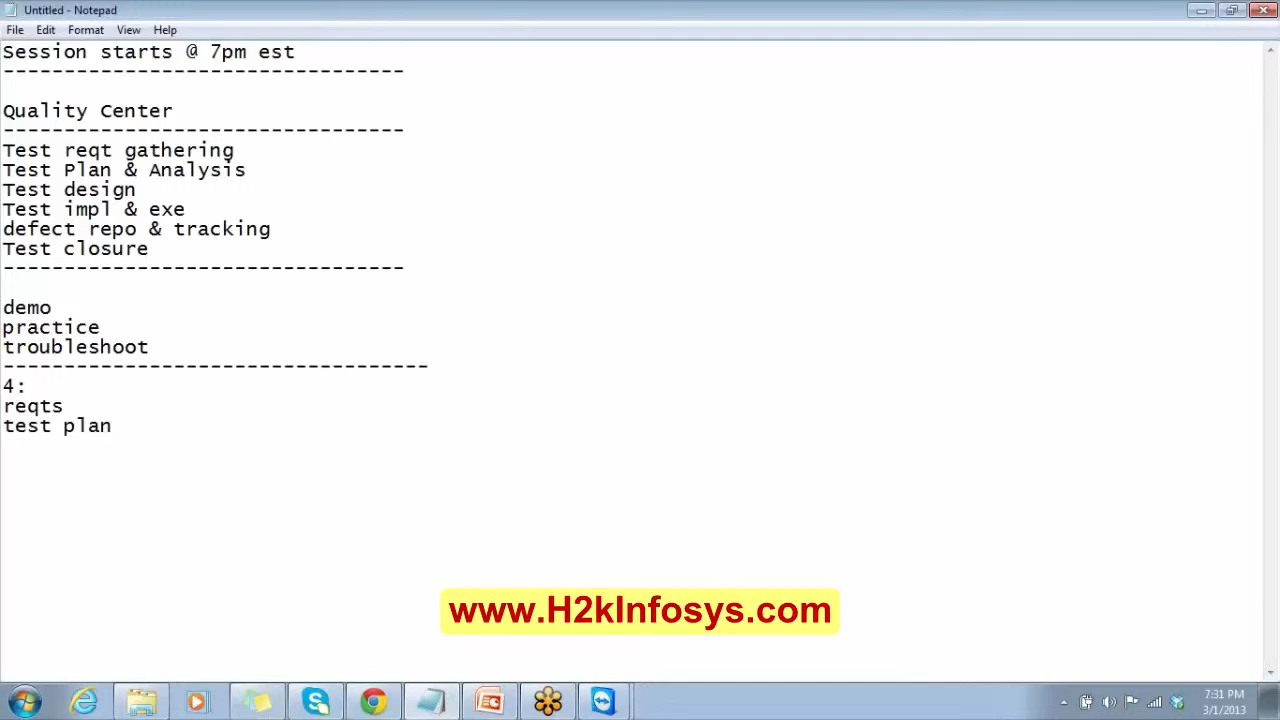 Untitled - Notepad
File Edit Format View Help
Session starts @ 7pm est
---------------------------------
Quality Center
---------------------------------
Test reqt gathering
Test Plan & Analysis
Test design
Test impl & exe
defect repo & tracking
Test closure
---------------------------------
demo
practice
troubleshoot
-----------------------------------
4:
reqts
test plan
www.H2kInfosys.com
7:31 PM
3/1/2013